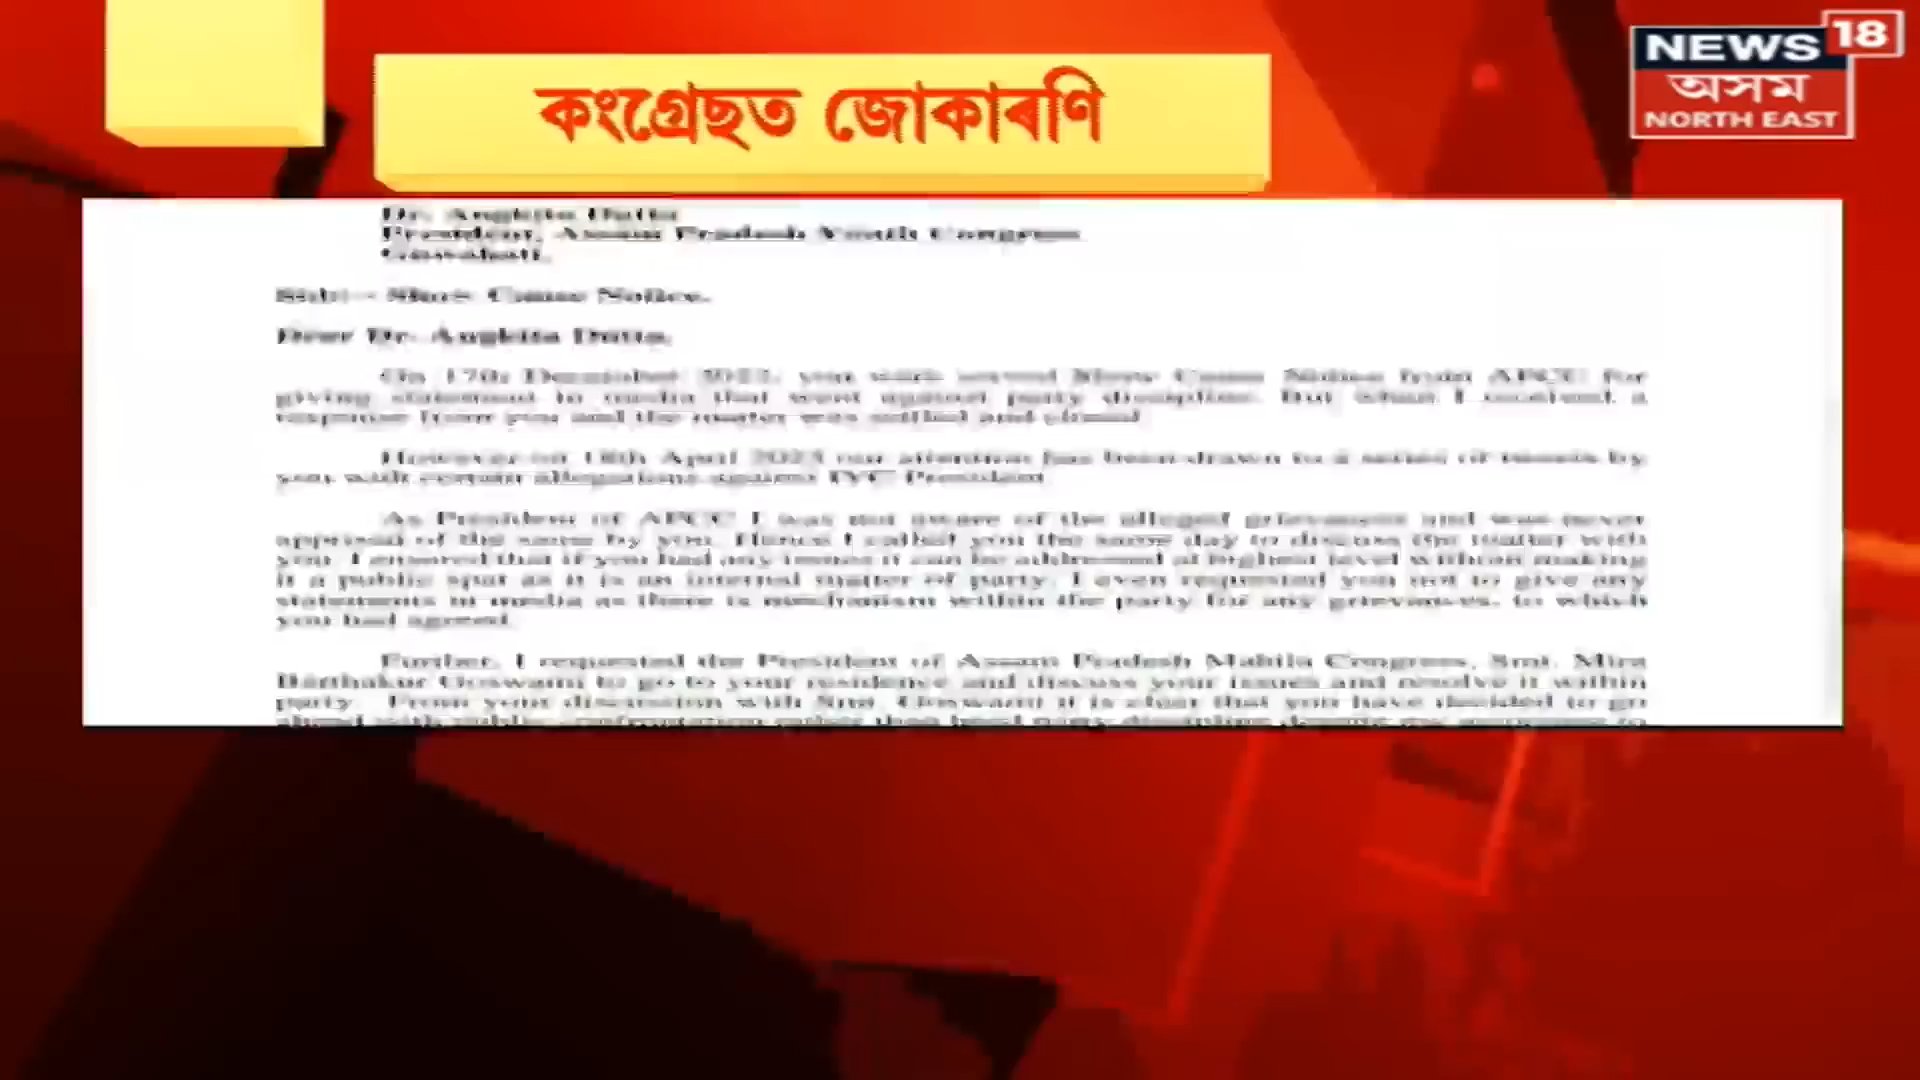 কংগ্ৰেছত জোকাৰণি
NEWS 18
অসম
NORTH EAST
Dr. Angkita Dutta
President, Assam Pradesh Youth Congress
Guwahati.
Sub:- Show Cause Notice.
Dear Dr. Angkita Dutta,
On 17th December you were served Show Cause Notice from APCC for
giving statement to media that went against party discipline. But when I received a
response from you and the matter was settled and closed.
However on 18th April 2023 our attention has been drawn to a series of tweets by
you with certain allegations against IYC President.
As President of APCC I was not aware of the alleged grievances and was never
apprised of the same by you. Hence I called you the same day to discuss the matter with
you. I ensured that if you had any issues it can be addressed at highest level without making
it a public spat as it is an internal matter of party. I even requested you not to give any
statements in media as there is mechanism within the party for any grievances, to which
you had agreed.
Further, I requested the President of Assam Pradesh Mahila Congress, Smt. Mira
Borthakur Goswami to go to your residence and discuss your issues and resolve it within
party. From your discussion with Smt. Goswami it is clear that you have decided to go
ahead with public confrontation rather than